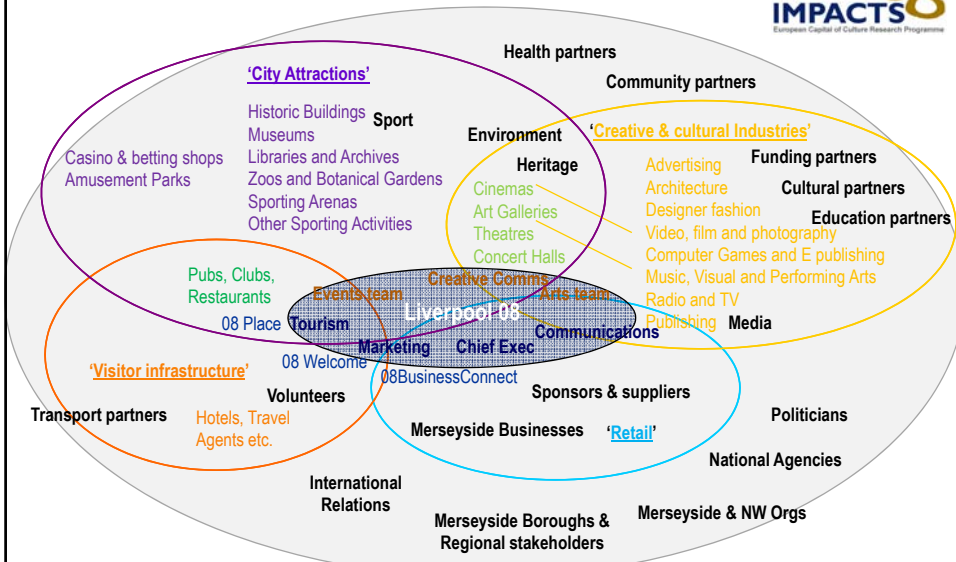 IMPACTS 8
European Capital of Culture Research Programme
Health partners
Community partners
'City Attractions'
Historic Buildings
Museums
Libraries and Archives
Zoos and Botanical Gardens
Sporting Arenas
Other Sporting Activities
Sport
Casino & betting shops
Amusement Parks
Environment
Heritage
Cinemas
Art Galleries
Theatres
Concert Halls
'Creative & cultural Industries'
Advertising
Architecture
Designer fashion
Video, film and photography
Computer Games and E publishing
Music, Visual and Performing Arts
Radio and TV
Publishing
Funding partners
Cultural partners
Education partners
Media
Pubs, Clubs,
Restaurants
Events team
Creative Comms
Arts team
Liverpool 08
08 Place
Tourism
Communications
Marketing
Chief Exec
08 Welcome
08BusinessConnect
'Visitor infrastructure'
Volunteers
Transport partners
Hotels, Travel
Agents etc.
Sponsors & suppliers
Merseyside Businesses
'Retail'
Politicians
National Agencies
International
Relations
Merseyside Boroughs &
Regional stakeholders
Merseyside & NW Orgs